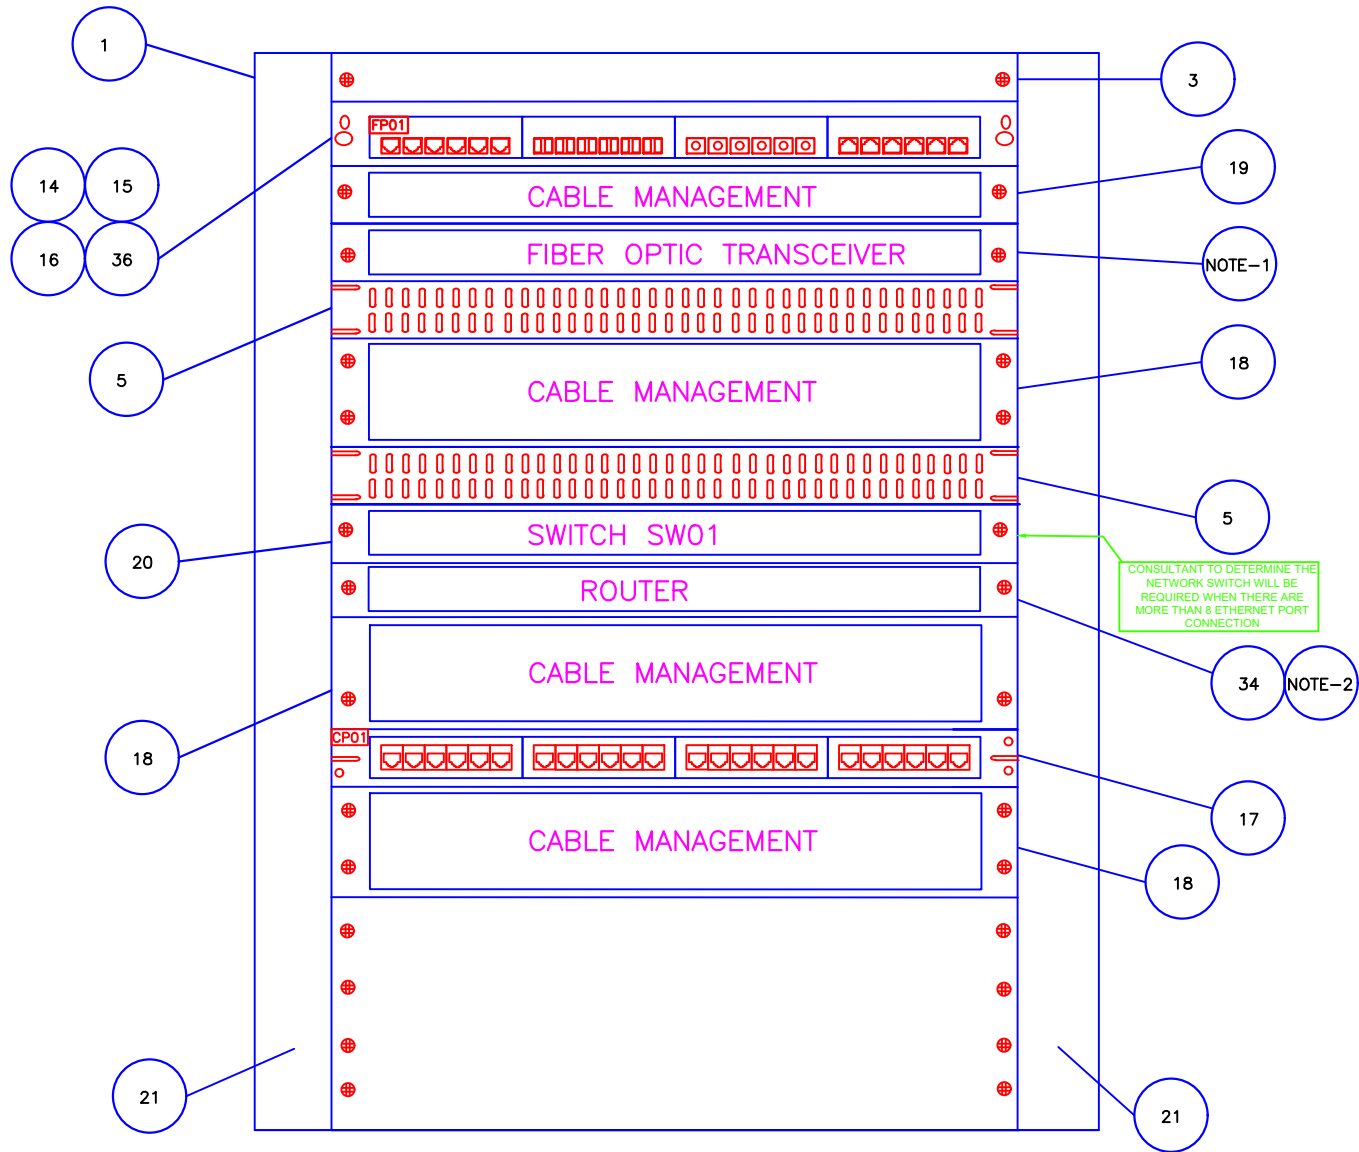 1
3
FP01
14 15
16 36
CABLE MANAGEMENT
19
FIBER OPTIC TRANSCEIVER
NOTE-1
5
CABLE MANAGEMENT
18
5
20
SWITCH SW01
CONSULTANT TO DETERMINE THE
NETWORK SWITCH WILL BE
REQUIRED WHEN THERE ARE
MORE THAN 8 ETHERNET PORT
CONNECTION
ROUTER
34 NOTE-2
CABLE MANAGEMENT
18
CP01
17
CABLE MANAGEMENT
18
21
21